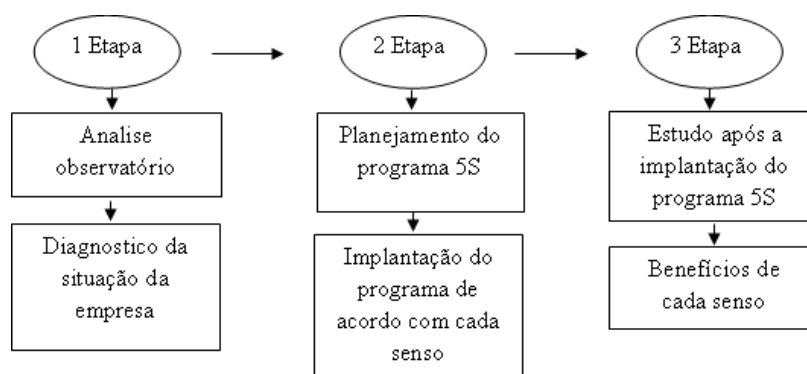 1 Etapa
Analise
observatório
Diagnostico da
situação da
empresa
2 Etapa
Planejamento do
programa 5S
Implantação do
programa de
acordo com cada
senso
3 Etapa
Estudo após a
implantação do
programa 5S
Benefícios de
cada senso